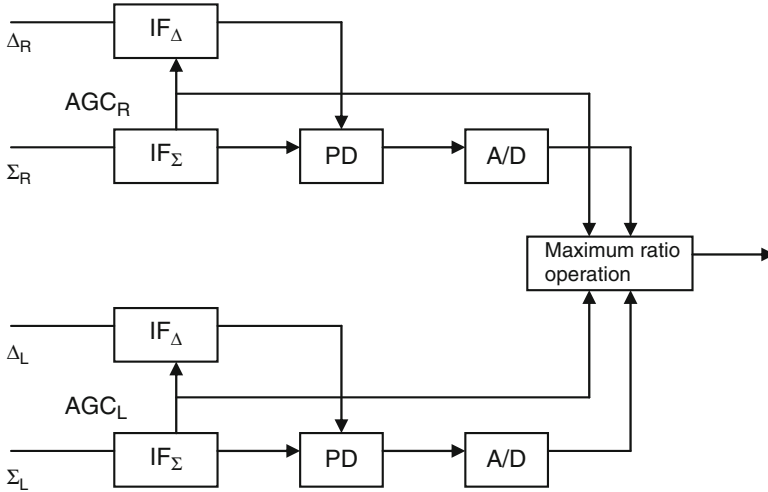 IF_Δ
Δ_R
AGC_R
IF_Σ
PD
A/D
Σ_R
Maximum ratio
operation
IF_Δ
Δ_L
AGC_L
IF_Σ
PD
A/D
Σ_L